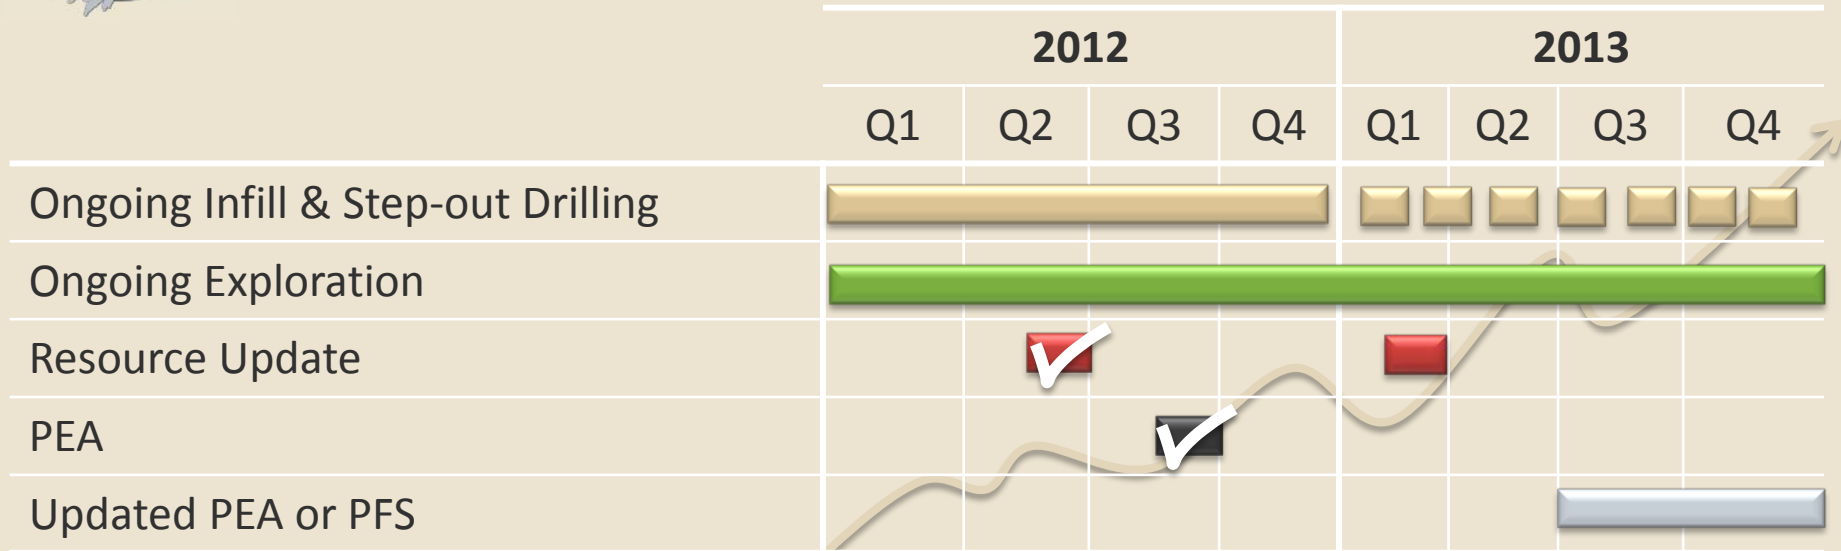 2012 2013
Q1 Q2 Q3 Q4 Q1 Q2 Q3 Q4
Ongoing Infill & Step-out Drilling
Ongoing Exploration
Resource Update
PEA
Updated PEA or PFS